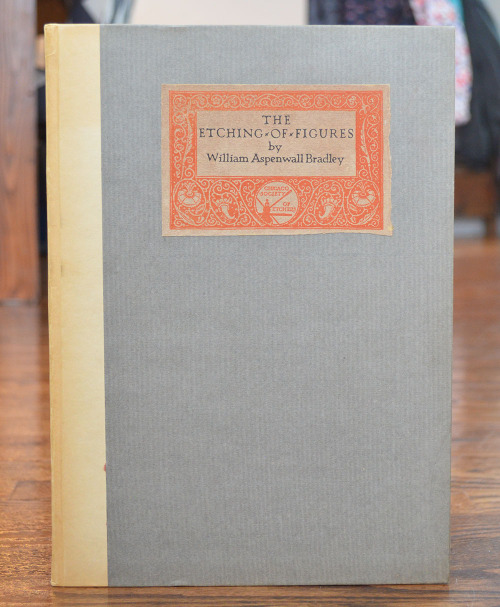 THE
ETCHING·OF·FIGURES
by
William Aspenwall Bradley
CHICAGO
SOCIETY
OF
ETCHERS